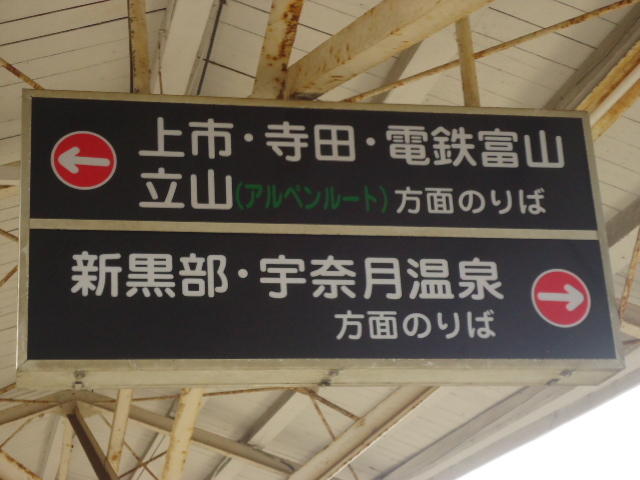 上市・寺田・電鉄富山
立山(アルペンルート)方面のりば
新黒部・宇奈月温泉
方面のりば